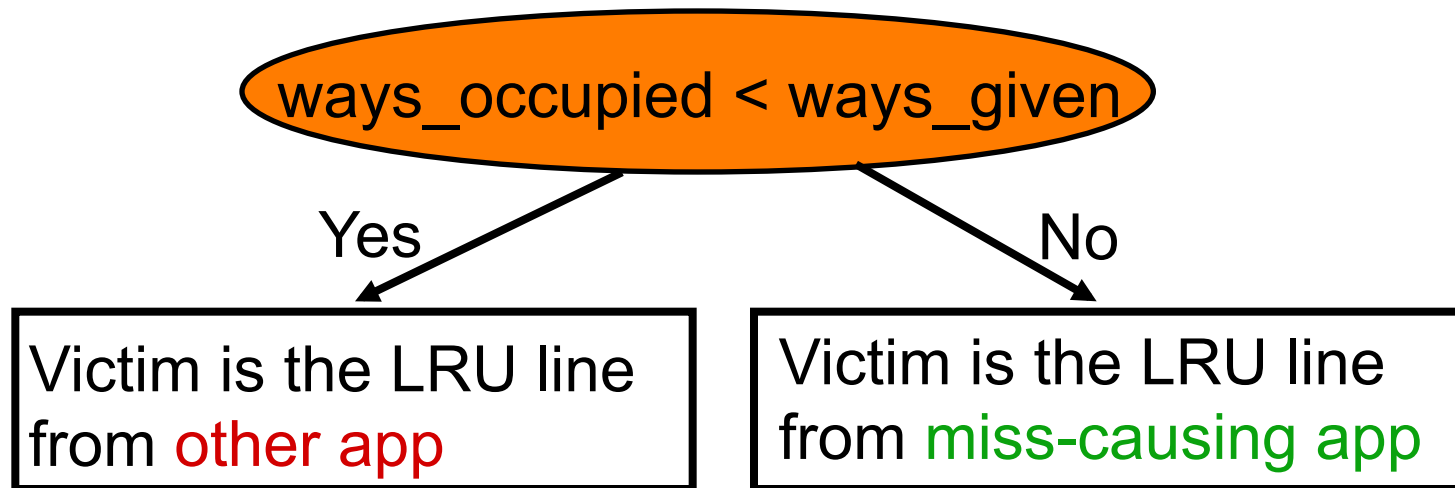 ways_occupied < ways_given
Yes
No
Victim is the LRU line
from other app
Victim is the LRU line
from miss-causing app